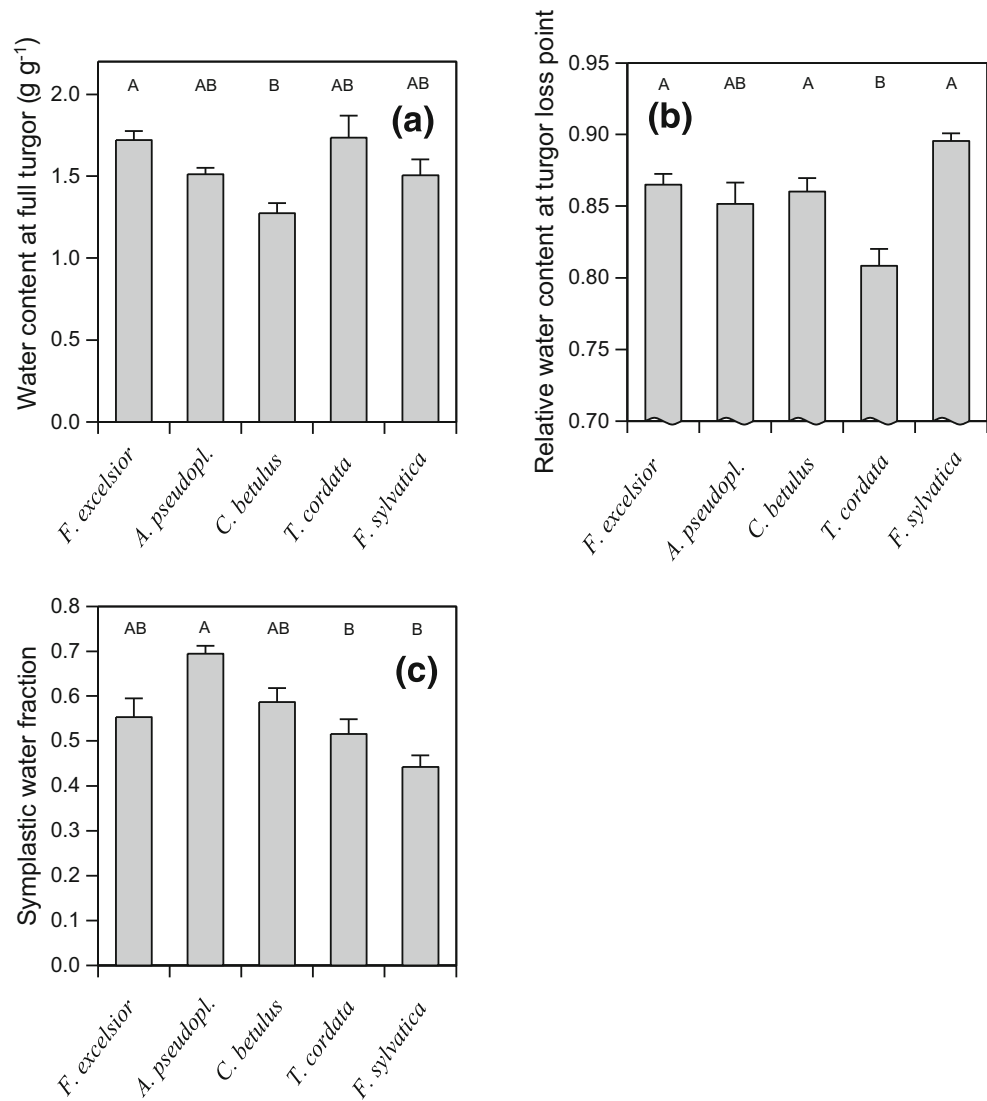 Water content at full turgor (g g-1)
2.0
1.5
1.0
0.5
0.0
A AB B AB AB
(a)
F. excelsior
A. pseudopl.
C. betulus
T. cordata
F. sylvatica
Relative water content at turgor loss point
0.95
0.90
0.85
0.80
0.75
0.70
A AB A B A
(b)
F. excelsior
A. pseudopl.
C. betulus
T. cordata
F. sylvatica
Symplastic water fraction
0.8
0.7
0.6
0.5
0.4
0.3
0.2
0.1
0.0
AB A AB B B
(c)
F. excelsior
A. pseudopl.
C. betulus
T. cordata
F. sylvatica